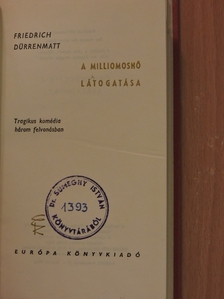 FRIEDRICH
DÜRRENMATT
A MILLIOMOSNŐ
LÁTOGATÁSA
Tragikus komédia
három felvonásban
Dr. SÜMEGHY ISTVÁN
1393
KÖNYVTÁRÁBÓL
EURÓPA KÖNYVKIADÓ